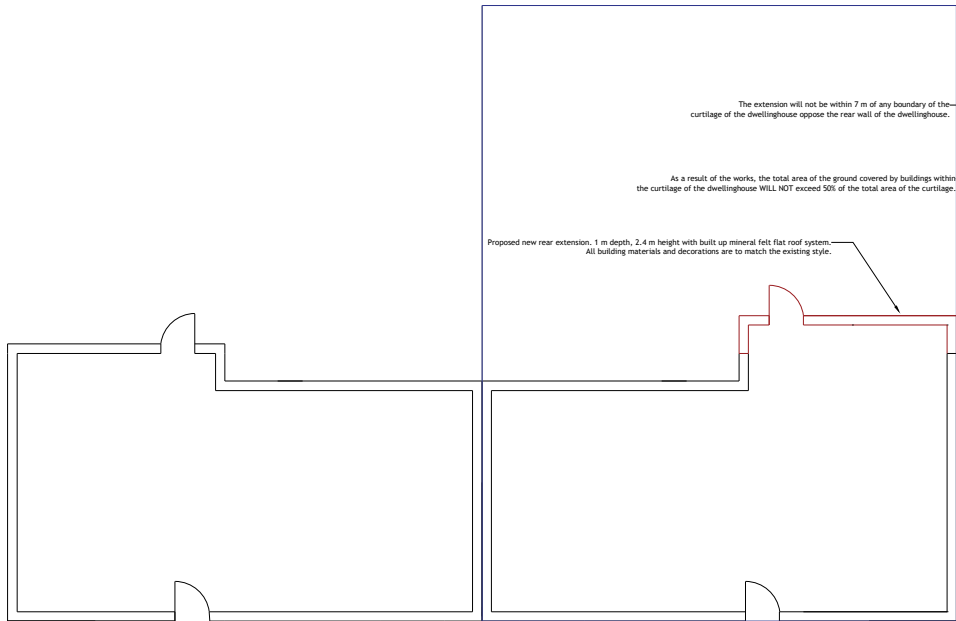 The extension will not be within 7 m of any boundary of the
curtilage of the dwellinghouse oppose the rear wall of the dwellinghouse.
As a result of the works, the total area of the ground covered by buildings within
the curtilage of the dwellinghouse WILL NOT exceed 50% of the total area of the curtilage.
Proposed new rear extension. 1 m depth, 2.4 m height with built up mineral felt flat roof system.
All building materials and decorations are to match the existing style.